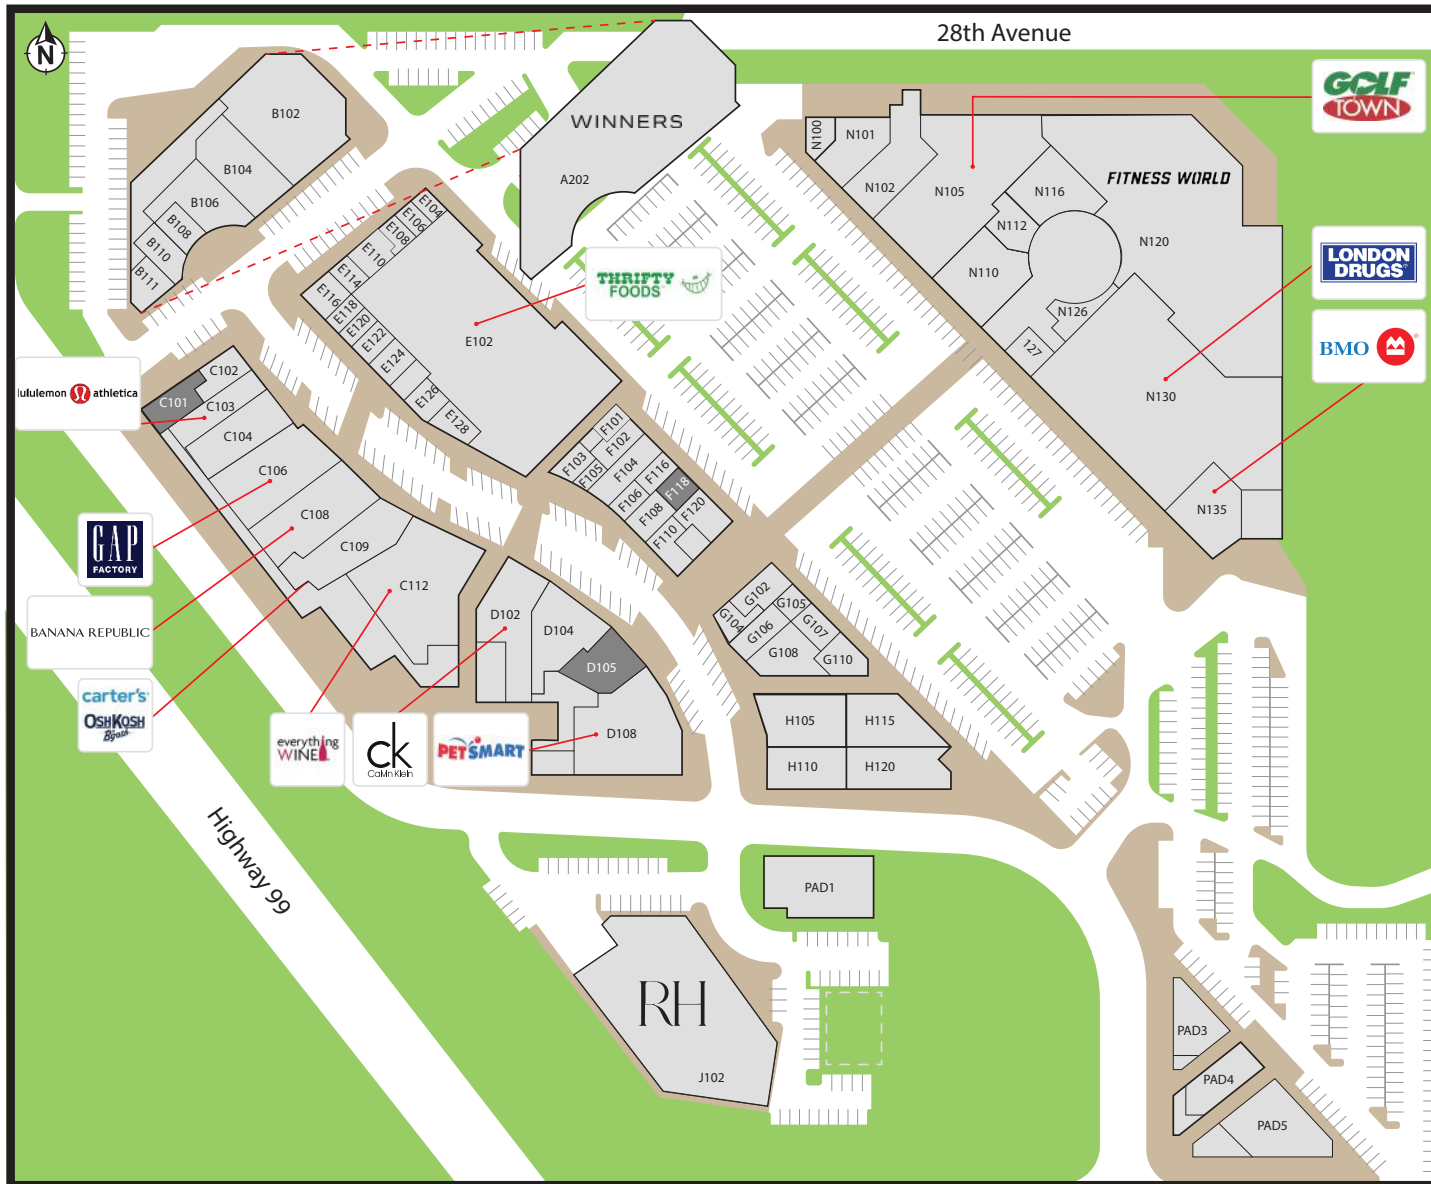 28th Avenue
N
B102
B104
B106
B108
B110
B111
WINNERS
A202
GOLF
TOWN
N100
N101
N102
N105
N116
N112
N110
FITNESS WORLD
N120
N126
127
N130
N135
LONDON
DRUGS
BMO
E104
E106
E108
E110
E114
E116
E118
E120
E122
E124
E126
E128
E102
THRIFTY
FOODS
lululemon athletica
C101
C102
C103
C104
C106
C108
C109
C112
GAP
FACTORY
BANANA REPUBLIC
carter's
OSHKOSH
B'gosh
F101
F102
F103
F104
F105
F106
F116
F118
F108
F120
F110
D102
D104
D105
D108
everything
WINE
ck
Calvin Klein
PETSMART
G102
G104
G105
G106
G107
G108
G110
H105
H115
H110
H120
Highway 99
PAD1
RH
J102
PAD3
PAD4
PAD5